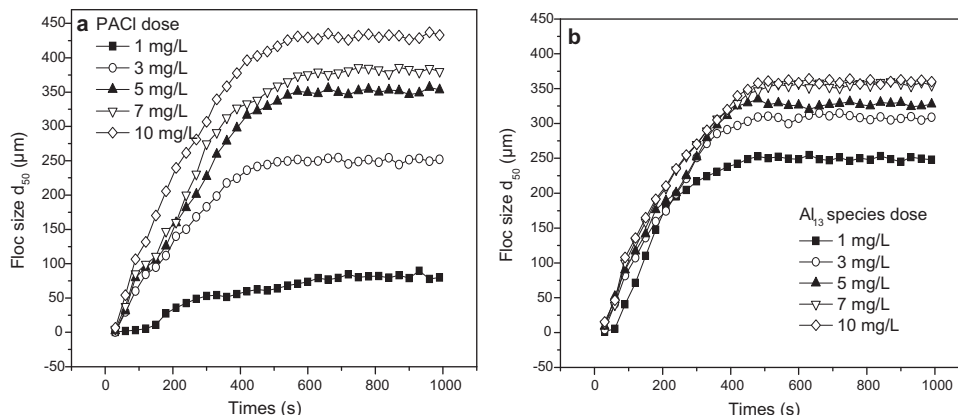 a PACl dose
1 mg/L
3 mg/L
5 mg/L
7 mg/L
10 mg/L
450
400
350
300
250
200
150
100
50
0
-50
Floc size d50 (μm)
0 200 400 600 800 1000
Times (s)
b
450
400
350
300
250
200
150
100
50
0
-50
Floc size d50 (μm)
Al13 species dose
1 mg/L
3 mg/L
5 mg/L
7 mg/L
10 mg/L
0 200 400 600 800 1000
Times (s)